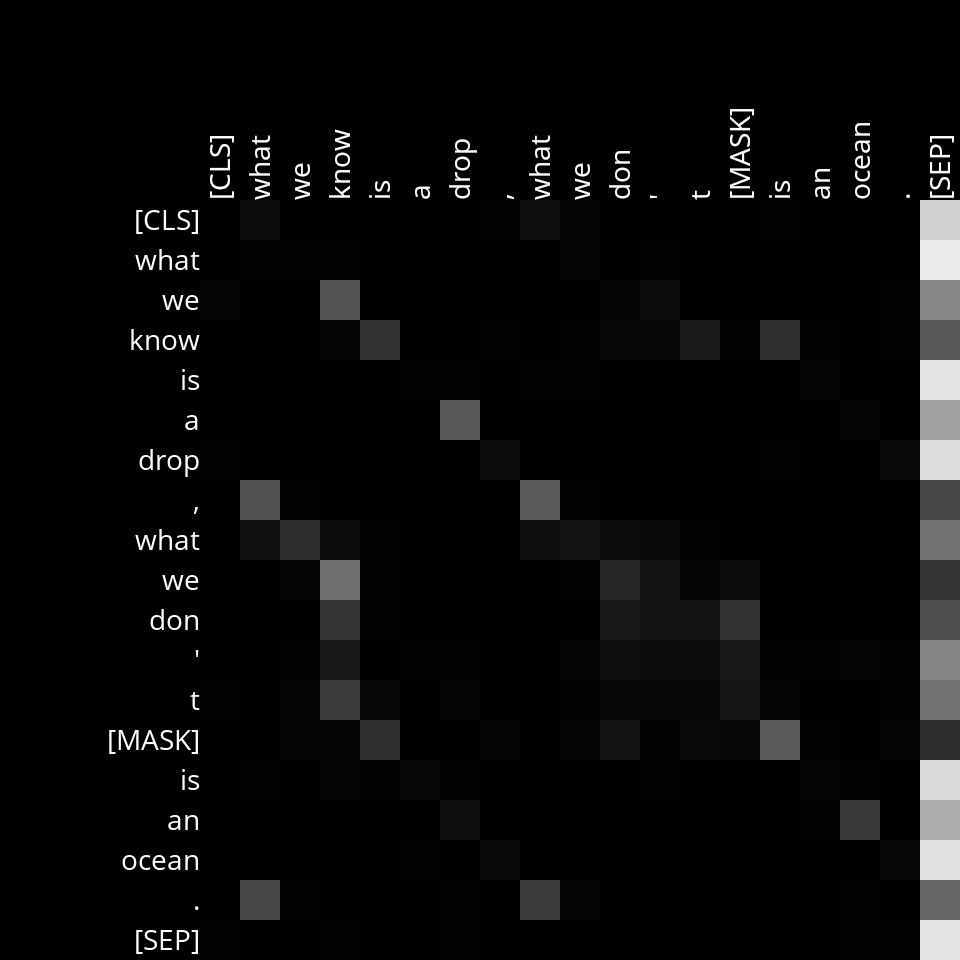 [CLS] what we know is a drop , what we don ' t [MASK] is an ocean . [SEP]
[CLS]
what
we
know
is
a
drop
,
what
we
don
'
t
[MASK]
is
an
ocean
.
[SEP]